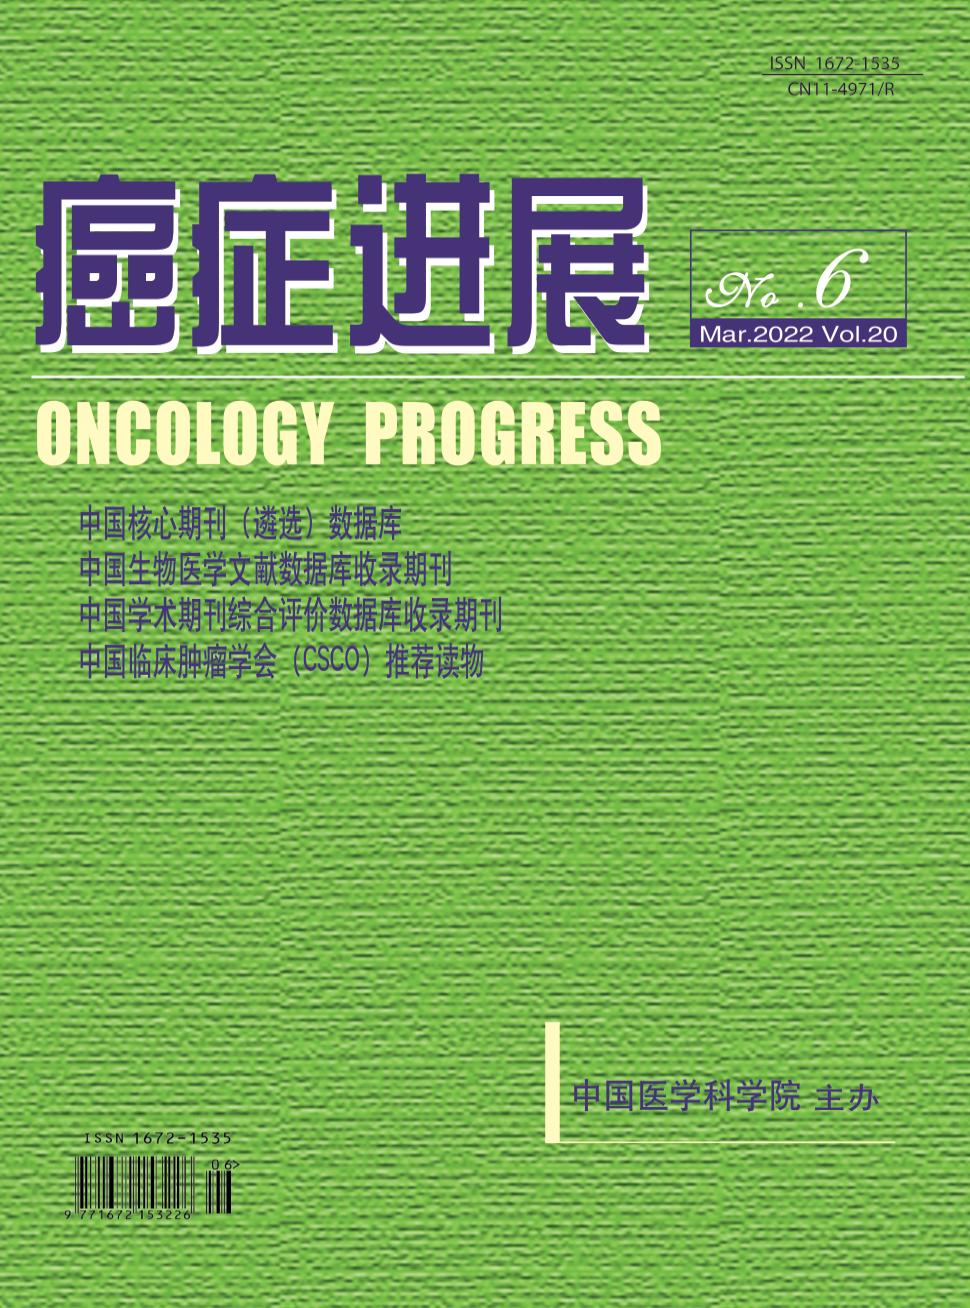 ISSN 1672-1535
CN11-4971/R
癌症进展
No.6
Mar.2022 Vol.20
ONCOLOGY PROGRESS
中国核心期刊（遴选）数据库
中国生物医学文献数据库收录期刊
中国学术期刊综合评价数据库收录期刊
中国临床肿瘤学会（CSCO）推荐读物
中国医学科学院 主办
ISSN 1672-1535
06>
9 771672 153226